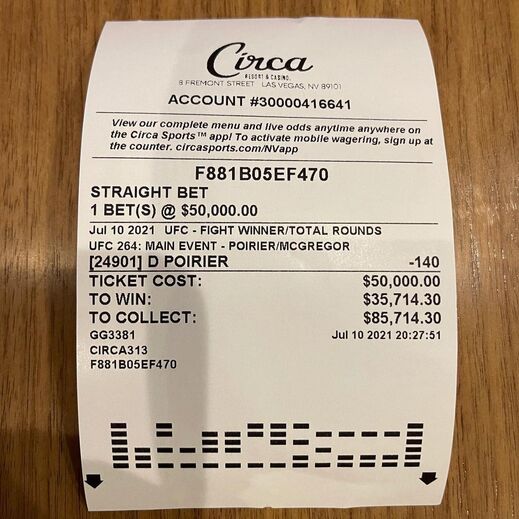 Circa
RESORT & CASINO.
8 FREMONT STREET LAS VEGAS, NV 89101
ACCOUNT #30000416641
View our complete menu and live odds anytime anywhere on
the Circa Sports™ app! To activate mobile wagering, sign up at
the counter. circasports.com/NVapp
F881B05EF470
STRAIGHT BET
1 BET(S) @ $50,000.00
Jul 10 2021 UFC - FIGHT WINNER/TOTAL ROUNDS
UFC 264: MAIN EVENT - POIRIER/MCGREGOR
[24901] D POIRIER -140
TICKET COST: $50,000.00
TO WIN: $35,714.30
TO COLLECT: $85,714.30
GG3381 Jul 10 2021 20:27:51
CIRCA313
F881B05EF470